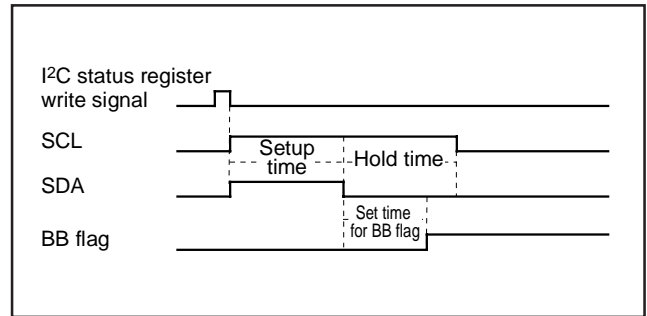 I2C status register
write signal
SCL
Setup
time
Hold time
SDA
Set time
for BB flag
BB flag